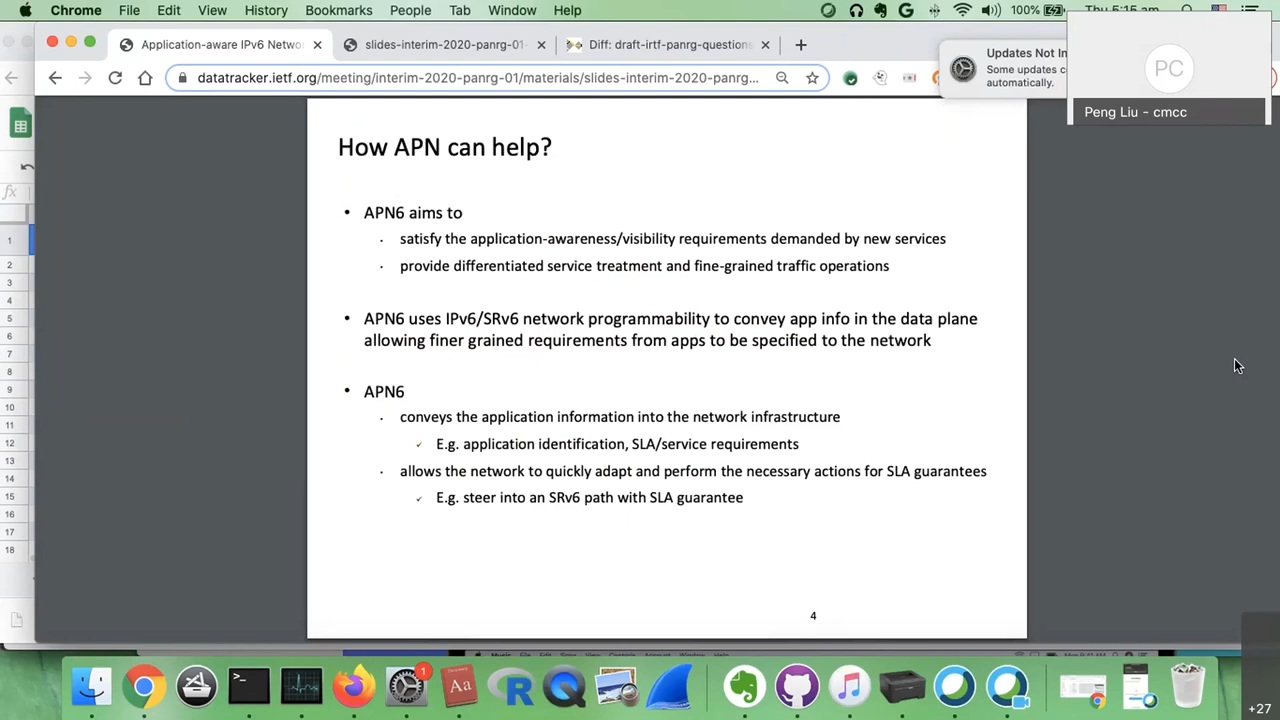 Chrome File Edit View History Bookmarks People Tab Window Help 100% Thu 5:15 am
Application-aware IPv6 Netwo
slides-interim-2020-panrg-01-
Diff: draft-irtf-panrg-questions
Updates Not In
Some updates c
automatically.
PC
Peng Liu - cmcc
datatracker.ietf.org/meeting/interim-2020-panrg-01/materials/slides-interim-2020-panrg...
How APN can help?
• APN6 aims to
· satisfy the application-awareness/visibility requirements demanded by new services
· provide differentiated service treatment and fine-grained traffic operations
• APN6 uses IPv6/SRv6 network programmability to convey app info in the data plane
allowing finer grained requirements from apps to be specified to the network
• APN6
· conveys the application information into the network infrastructure
✓ E.g. application identification, SLA/service requirements
· allows the network to quickly adapt and perform the necessary actions for SLA guarantees
✓ E.g. steer into an SRv6 path with SLA guarantee
4
fx
1
2
3
4
5
6
7
8
9
10
11
12
13
14
15
16
17
18
1
Aa
R
+27